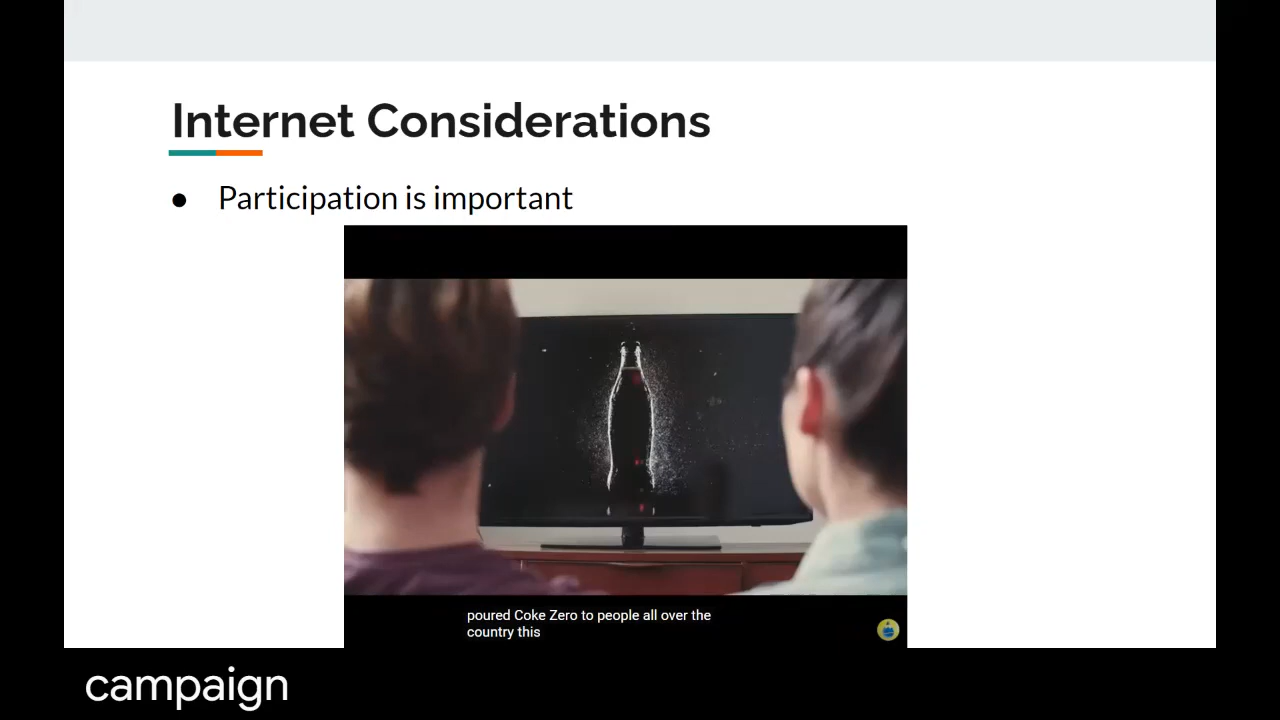 Internet Considerations
● Participation is important
poured Coke Zero to people all over the
country this
campaign